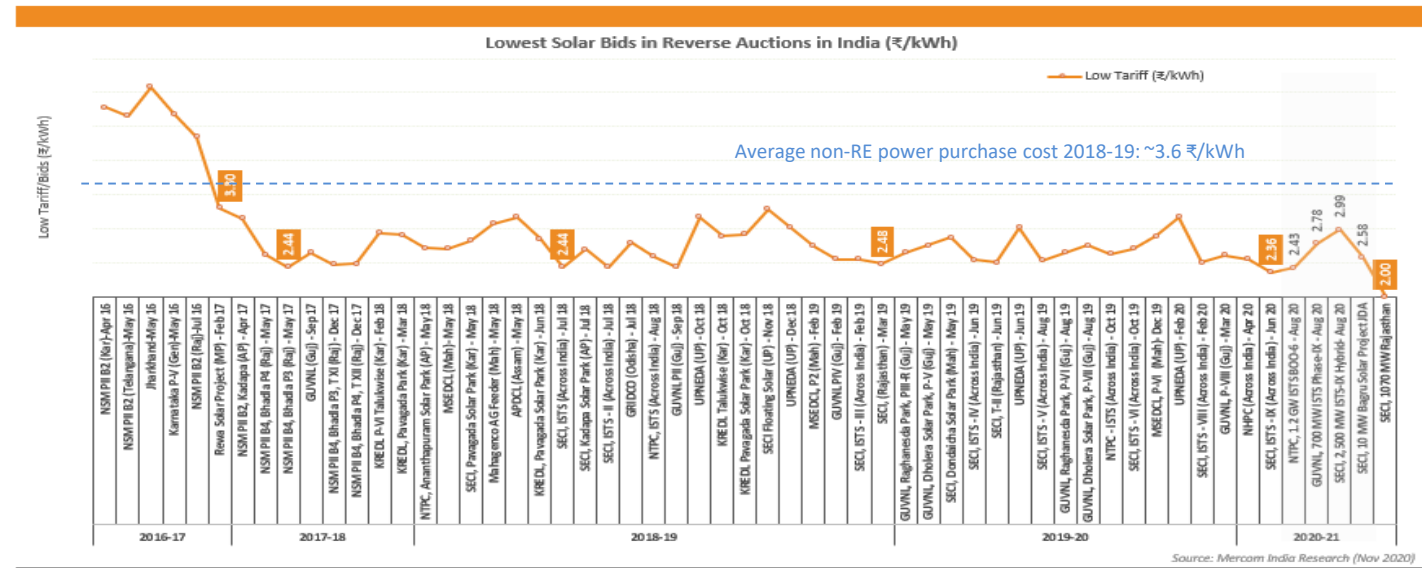 Lowest Solar Bids in Reverse Auctions in India (₹/kWh)
Low Tariff (₹/kWh)
Low Tariff/Bids (₹/kWh)
Average non-RE power purchase cost 2018-19: ~3.6 ₹/kWh
3.30
2.44
2.44
2.48
2.36
2.43
2.78
2.99
2.58
2.00
NSM PII B2 (Kar)-Apr 16
NSM PII B2 (Telangana)-May 16
Jharkhand-May 16
Karnataka P-V (Gen)-May 16
NSM PII B2 (Raj)-Jul 16
Rewa Solar Project (MP) - Feb 17
NSM PII B2, Kadapa (AP) - Apr 17
NSM PII B4, Bhadla P4 (Raj) - May 17
NSM PII B4, Bhadla P3 (Raj) - May 17
GUVNL (Guj) - Sep 17
NSM PII B4, Bhadla P3, T XI (Raj) - Dec 17
NSM PII B4, Bhadla P4, T XII (Raj) - Dec 17
KREDL P-VI Talukwise (Kar) - Feb 18
KREDL, Pavagada Park (Kar) - Mar 18
NTPC, Ananthapuram Solar Park (AP) - May 18
MSEDCL (Mah)- May 18
SECI, Pavagada Solar Park (Kar) - May 18
Mahagenco AG Feeder (Mah) - May 18
APDCL (Assam) - May 18
KREDL, Pavagada Solar Park (Kar) - Jun 18
SECI, ISTS (Across India) - Jul 18
SECI, Kadapa Solar Park (AP) - Jul 18
SECI, ISTS - II (Across India) - Jul 18
GRIDCO (Odisha) - Jul 18
NTPC, ISTS (Across India) - Aug 18
GUVNL PII (Guj) - Sep 18
UPNEDA (UP) - Oct 18
KREDL Talukwise (Kar) - Oct 18
KREDL Pavagada Solar Park (Kar) - Oct 18
SECI Floating Solar (UP) - Nov 18
UPNEDA (UP) - Dec 18
MSEDCL, P2 (Mah) - Feb 19
GUVNL PIV (Guj) - Feb 19
SECI, ISTS - III (Across India) - Feb 19
SECI, (Rajasthan) - Mar 19
GUVNL, Raghanesda Park, PIII-R (Guj) - May 19
GUVNL, Dholera Solar Park, P-V (Guj) - May 19
SECI, Dondaicha Solar Park (Mah) - May 19
SECI, ISTS - IV (Across India) - Jun 19
SECI, T-II (Rajasthan) - Jun 19
UPNEDA (UP) - Jun 19
SECI, ISTS - V (Across India) - Aug 19
GUVNL, Raghanesda Park, P-VI (Guj) - Aug 19
GUVNL, Dholera Solar Park, P-VII (Guj) - Aug 19
NTPC - ISTS (Across India) - Oct 19
SECI, ISTS - VI (Across India) - Oct 19
MSEDCL, P-VI (Mah)- Dec 19
UPNEDA (UP) - Feb 20
SECI, ISTS - VIII (Across India) - Feb 20
GUVNL, P-VIII (Guj) - Mar 20
NHPC (Across India) - Apr 20
SECI, ISTS - IX (Across India) - Jun 20
NTPC, 1.2 GW ISTS BOO-6 - Aug 20
GUVNL, 700 MW ISTS Phase-IX - Aug 20
SECI, 2,500 MW ISTS-IX Hybrid- Aug 20
SECI, 10 MW Bagru Solar Project JDA
SECI, 1070 MW Rajasthan
2016-17
2017-18
2018-19
2019-20
2020-21
Source: Mercom India Research (Nov 2020)